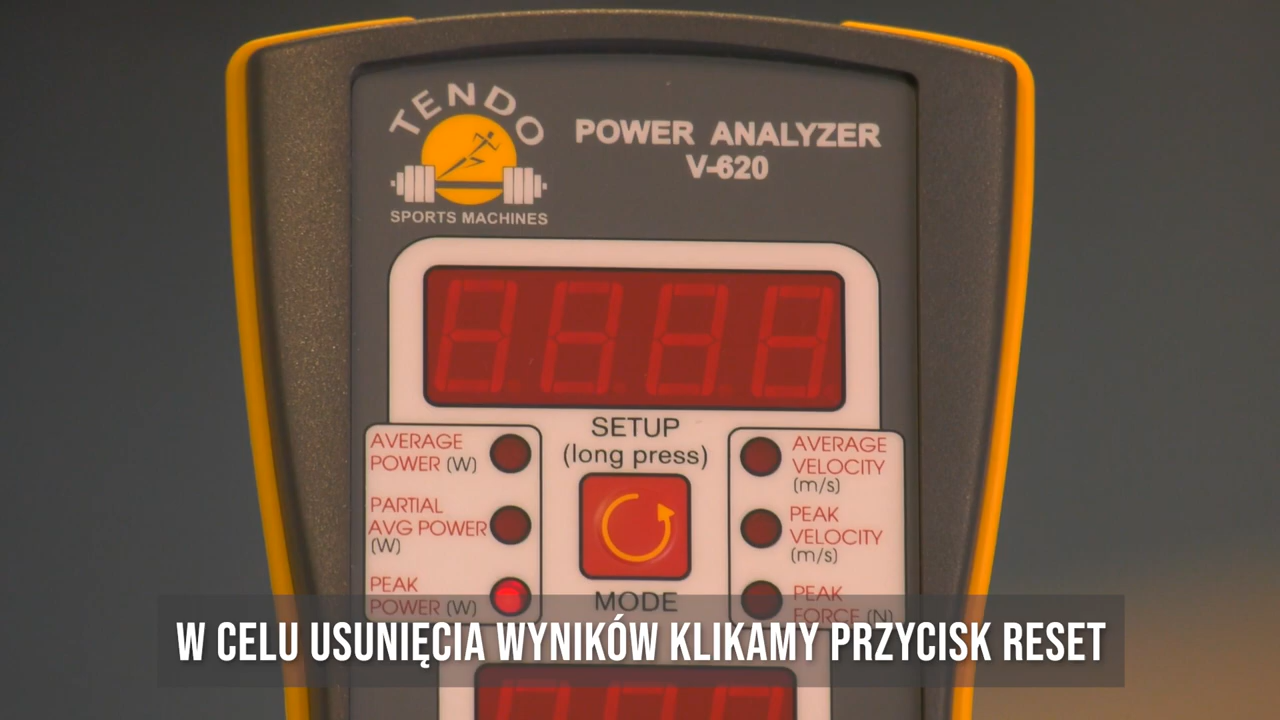 TENDO
SPORTS MACHINES
POWER ANALYZER
V-620
SETUP
(long press)
AVERAGE
POWER (W)
PARTIAL
AVG POWER
(W)
PEAK
POWER (W)
MODE
AVERAGE
VELOCITY
(m/s)
PEAK
VELOCITY
(m/s)
PEAK
FORCE (N)
W CELU USUNIĘCIA WYNIKÓW KLIKAMY PRZYCISK RESET